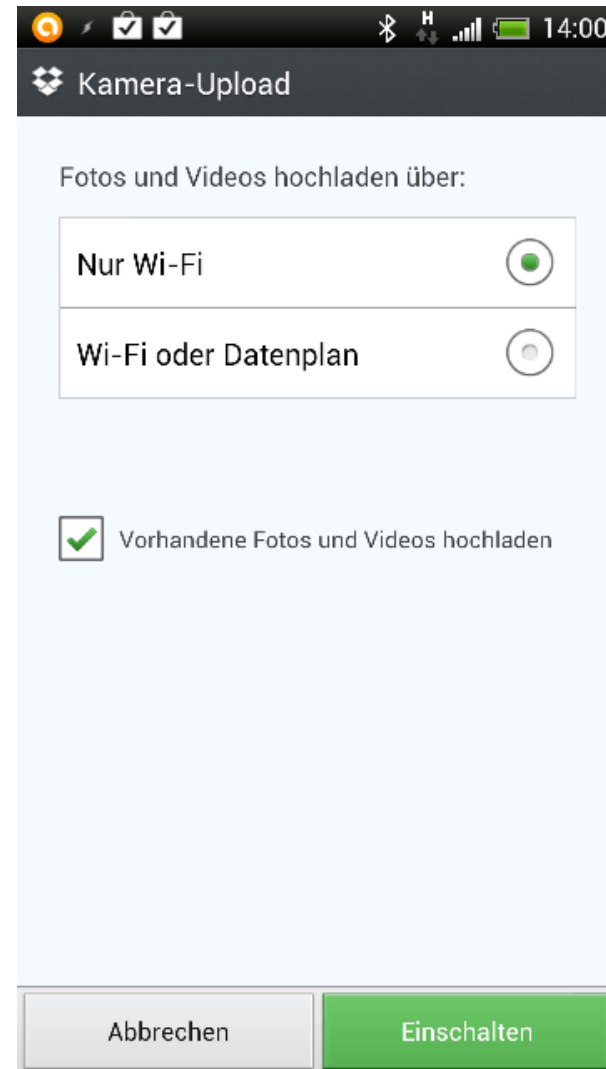 H 14:00
Kamera-Upload
Fotos und Videos hochladen über:
Nur Wi-Fi
Wi-Fi oder Datenplan
Vorhandene Fotos und Videos hochladen
Abbrechen Einschalten